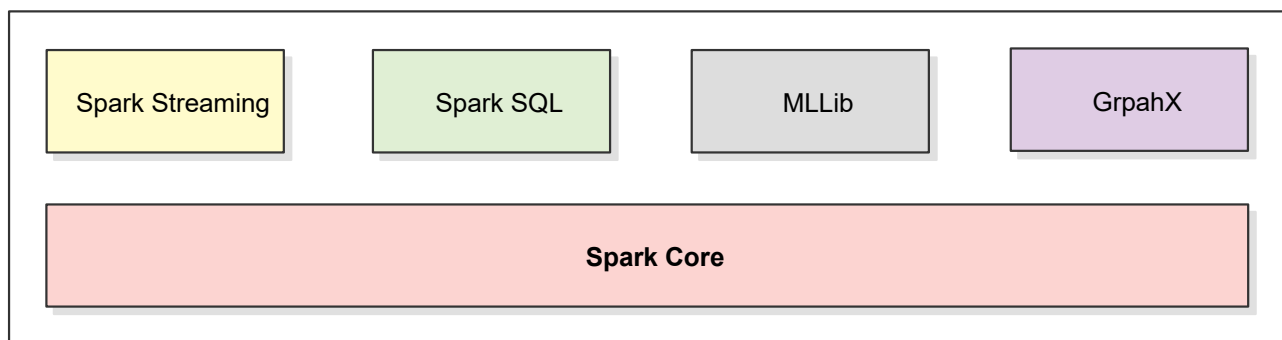 Spark Streaming
Spark SQL
MLLib
GrpahX
Spark Core